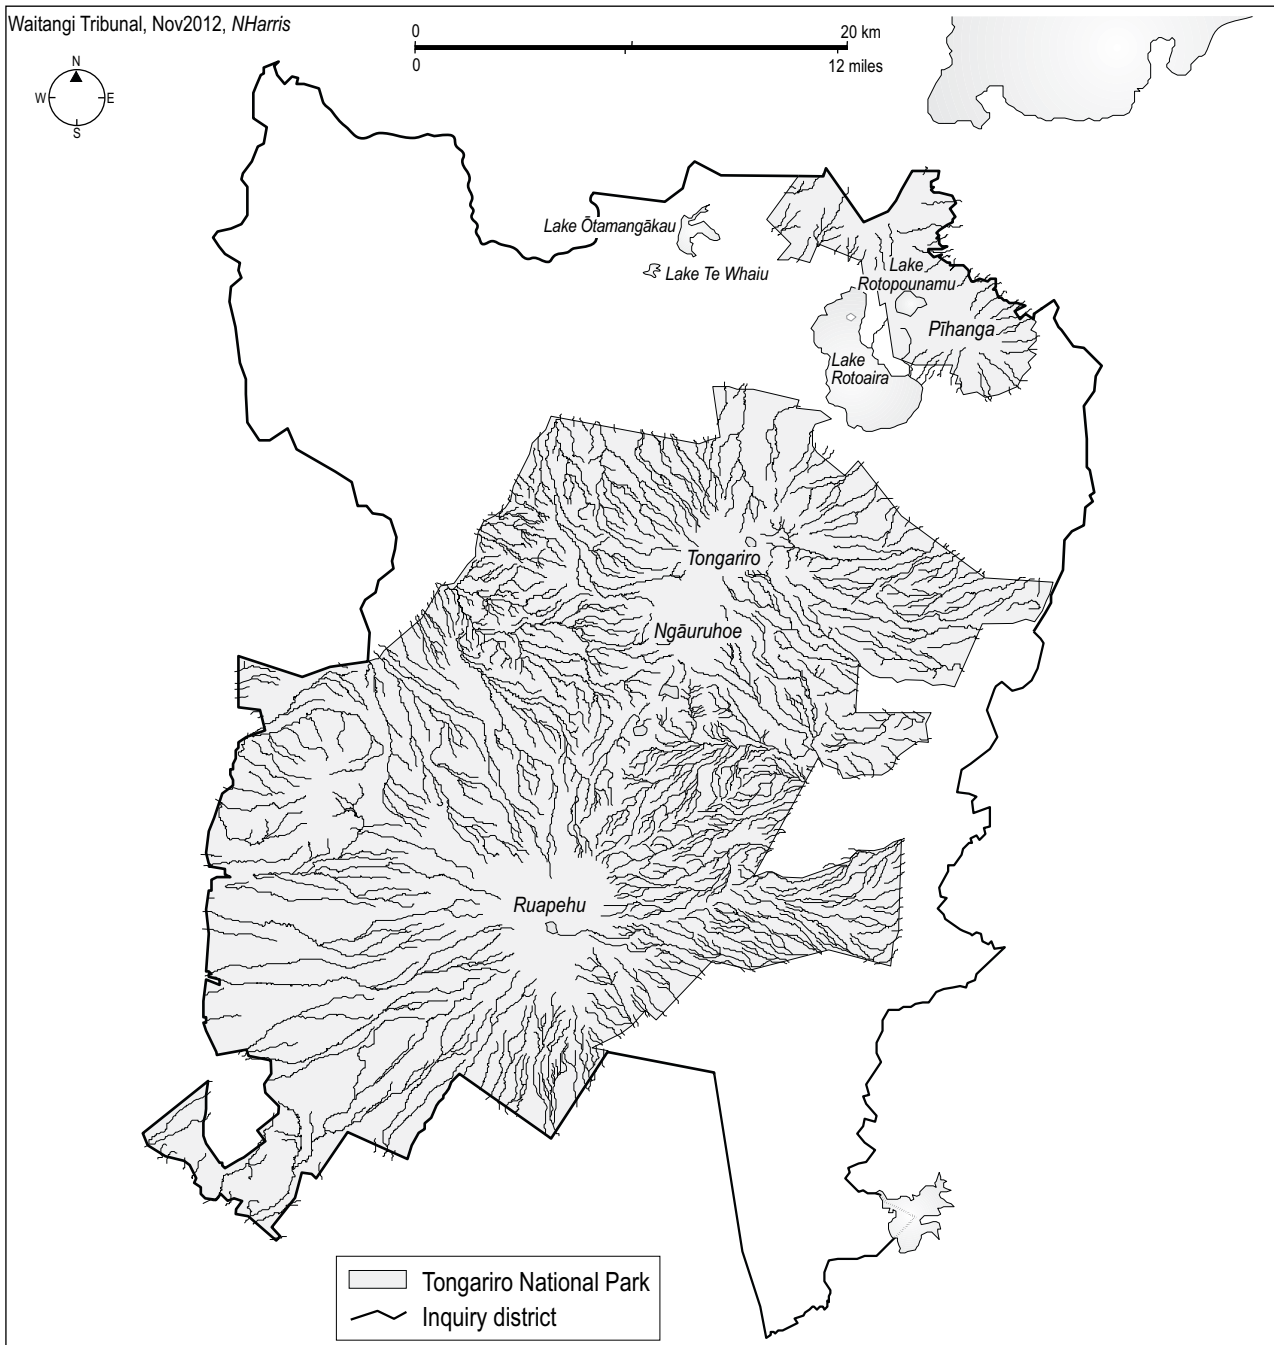 Waitangi Tribunal, Nov2012, NHarris
0
20 km
0
12 miles
N
W
E
S
Lake Ōtamangākau
Lake Te Whaiu
Lake
Rotopounamu
Pīhanga
Lake
Rotoaira
Tongariro
Ngāuruhoe
Ruapehu
Tongariro National Park
Inquiry district